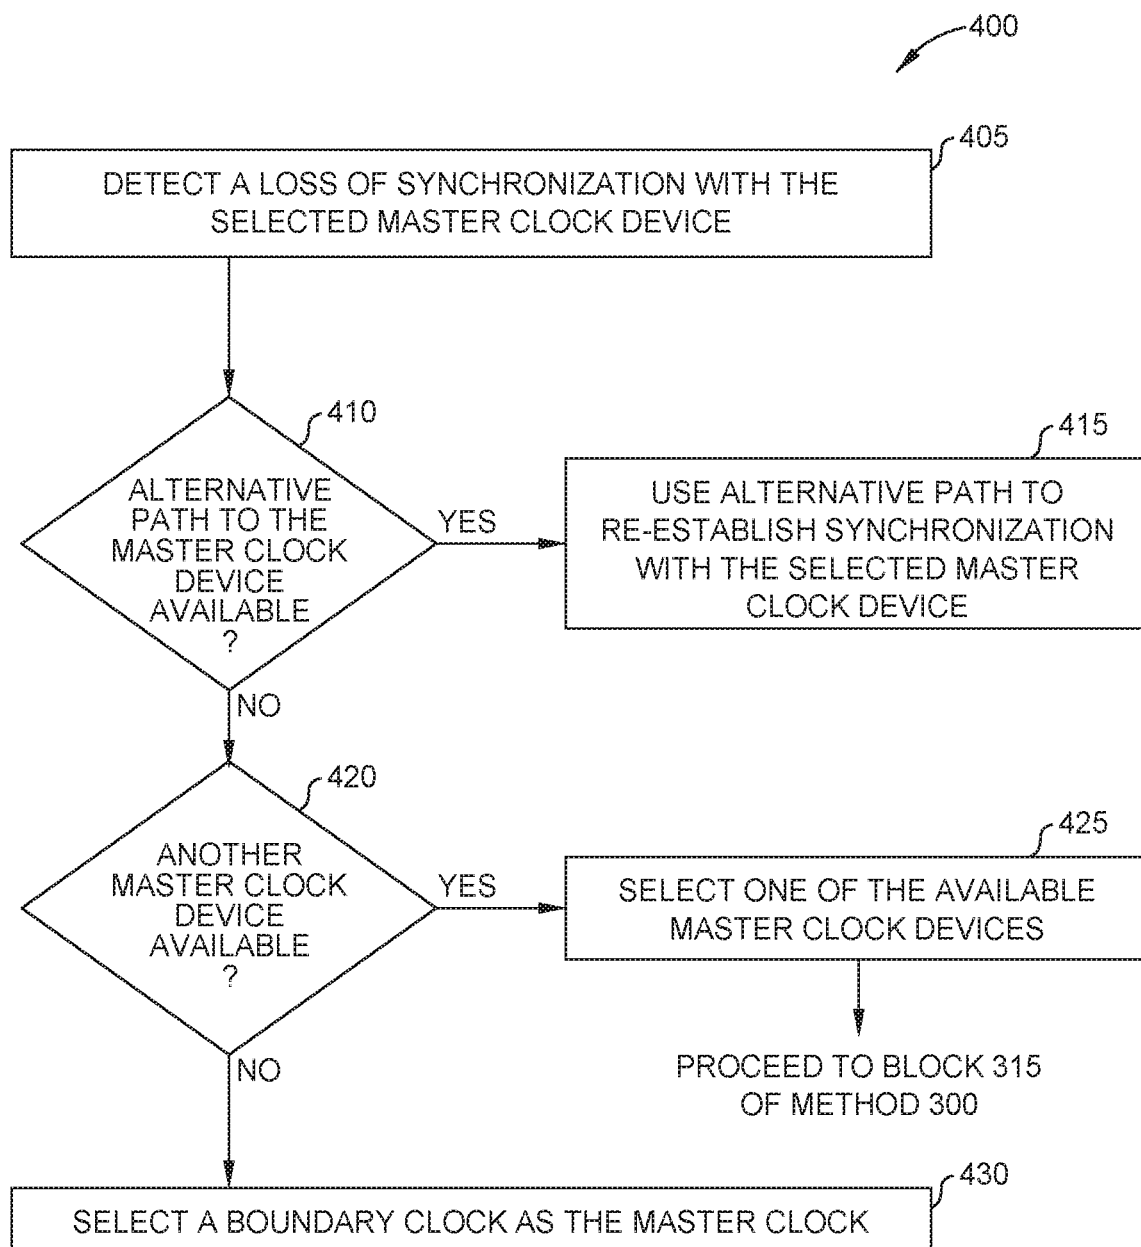 400
405
DETECT A LOSS OF SYNCHRONIZATION WITH THE
SELECTED MASTER CLOCK DEVICE
410
ALTERNATIVE
PATH TO THE
MASTER CLOCK
DEVICE
AVAILABLE
?
YES
415
USE ALTERNATIVE PATH TO
RE-ESTABLISH SYNCHRONIZATION
WITH THE SELECTED MASTER
CLOCK DEVICE
NO
420
ANOTHER
MASTER CLOCK
DEVICE
AVAILABLE
?
YES
425
SELECT ONE OF THE AVAILABLE
MASTER CLOCK DEVICES
PROCEED TO BLOCK 315
OF METHOD 300
NO
430
SELECT A BOUNDARY CLOCK AS THE MASTER CLOCK